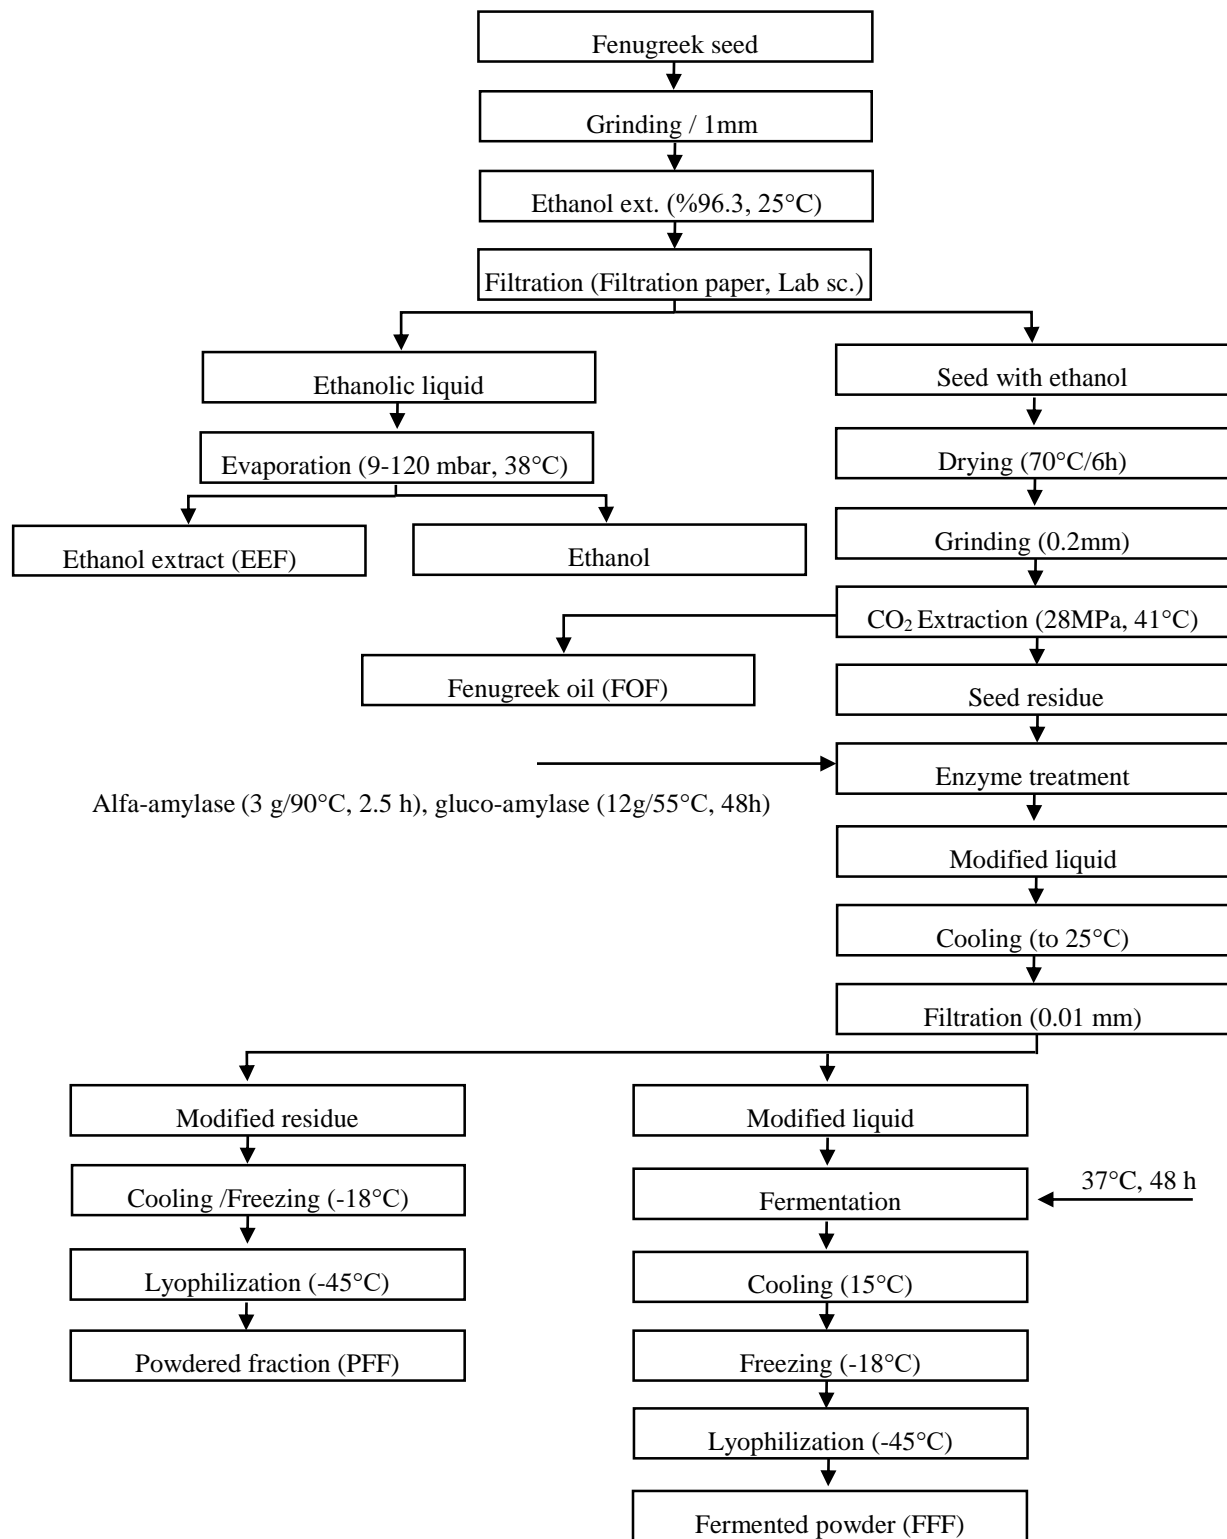 Fenugreek seed
Grinding / 1mm
Ethanol ext. (%96.3, 25°C)
Filtration (Filtration paper, Lab sc.)
Ethanolic liquid
Seed with ethanol
Evaporation (9-120 mbar, 38°C)
Drying (70°C/6h)
Ethanol extract (EEF)
Ethanol
Grinding (0.2mm)
CO₂ Extraction (28MPa, 41°C)
Fenugreek oil (FOF)
Seed residue
Enzyme treatment
Alfa-amylase (3 g/90°C, 2.5 h), gluco-amylase (12g/55°C, 48h)
Modified liquid
Cooling (to 25°C)
Filtration (0.01 mm)
Modified residue
Modified liquid
Cooling /Freezing (-18°C)
Fermentation
37°C, 48 h
Lyophilization (-45°C)
Cooling (15°C)
Powdered fraction (PFF)
Freezing (-18°C)
Lyophilization (-45°C)
Fermented powder (FFF)